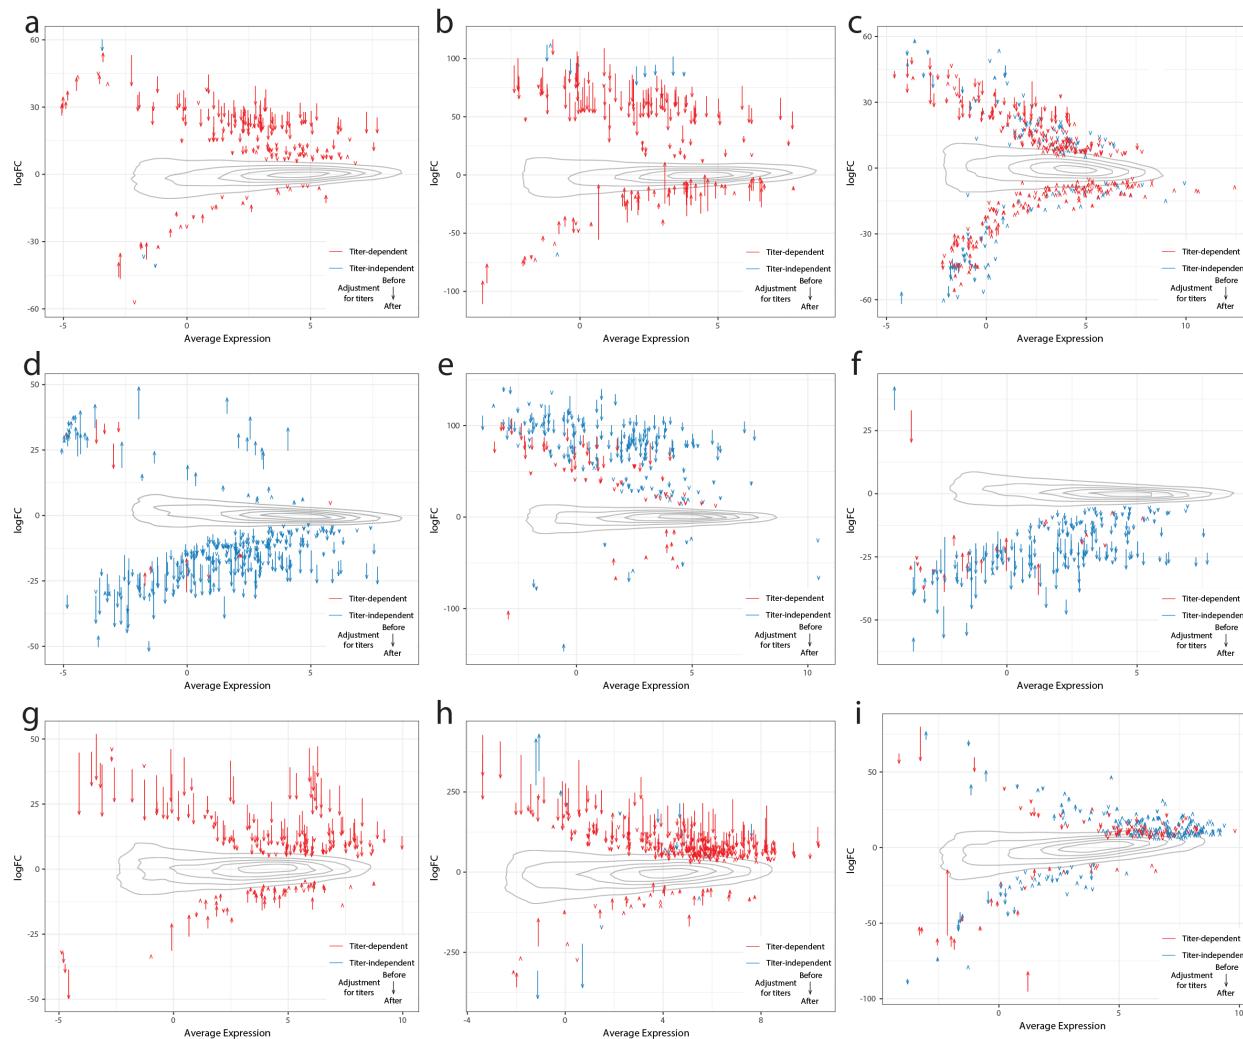 a
60
30
0
-30
-60
logFC
-5
0
5
Average Expression
Titer-dependent
Titer-independent
Before
Adjustment
for titers
After
b
100
50
0
-50
-100
logFC
0
5
Average Expression
Titer-dependent
Titer-independent
Before
Adjustment
for titers
After
c
60
30
0
-30
-60
logFC
-5
0
5
10
Average Expression
Titer-dependent
Titer-independent
Before
Adjustment
for titers
After
d
50
25
0
-25
-50
logFC
-5
0
5
Average Expression
Titer-dependent
Titer-independent
Before
Adjustment
for titers
After
e
100
0
-100
logFC
0
5
10
Average Expression
Titer-dependent
Titer-independent
Before
Adjustment
for titers
After
f
25
0
-25
-50
logFC
0
5
Average Expression
Titer-dependent
Titer-independent
Before
Adjustment
for titers
After
g
50
25
0
-25
-50
logFC
-5
0
5
10
Average Expression
Titer-dependent
Titer-independent
Before
Adjustment
for titers
After
h
250
0
-250
logFC
-4
0
4
8
Average Expression
Titer-dependent
Titer-independent
Before
Adjustment
for titers
After
i
50
0
-50
-100
logFC
0
5
10
Average Expression
Titer-dependent
Titer-independent
Before
Adjustment
for titers
After